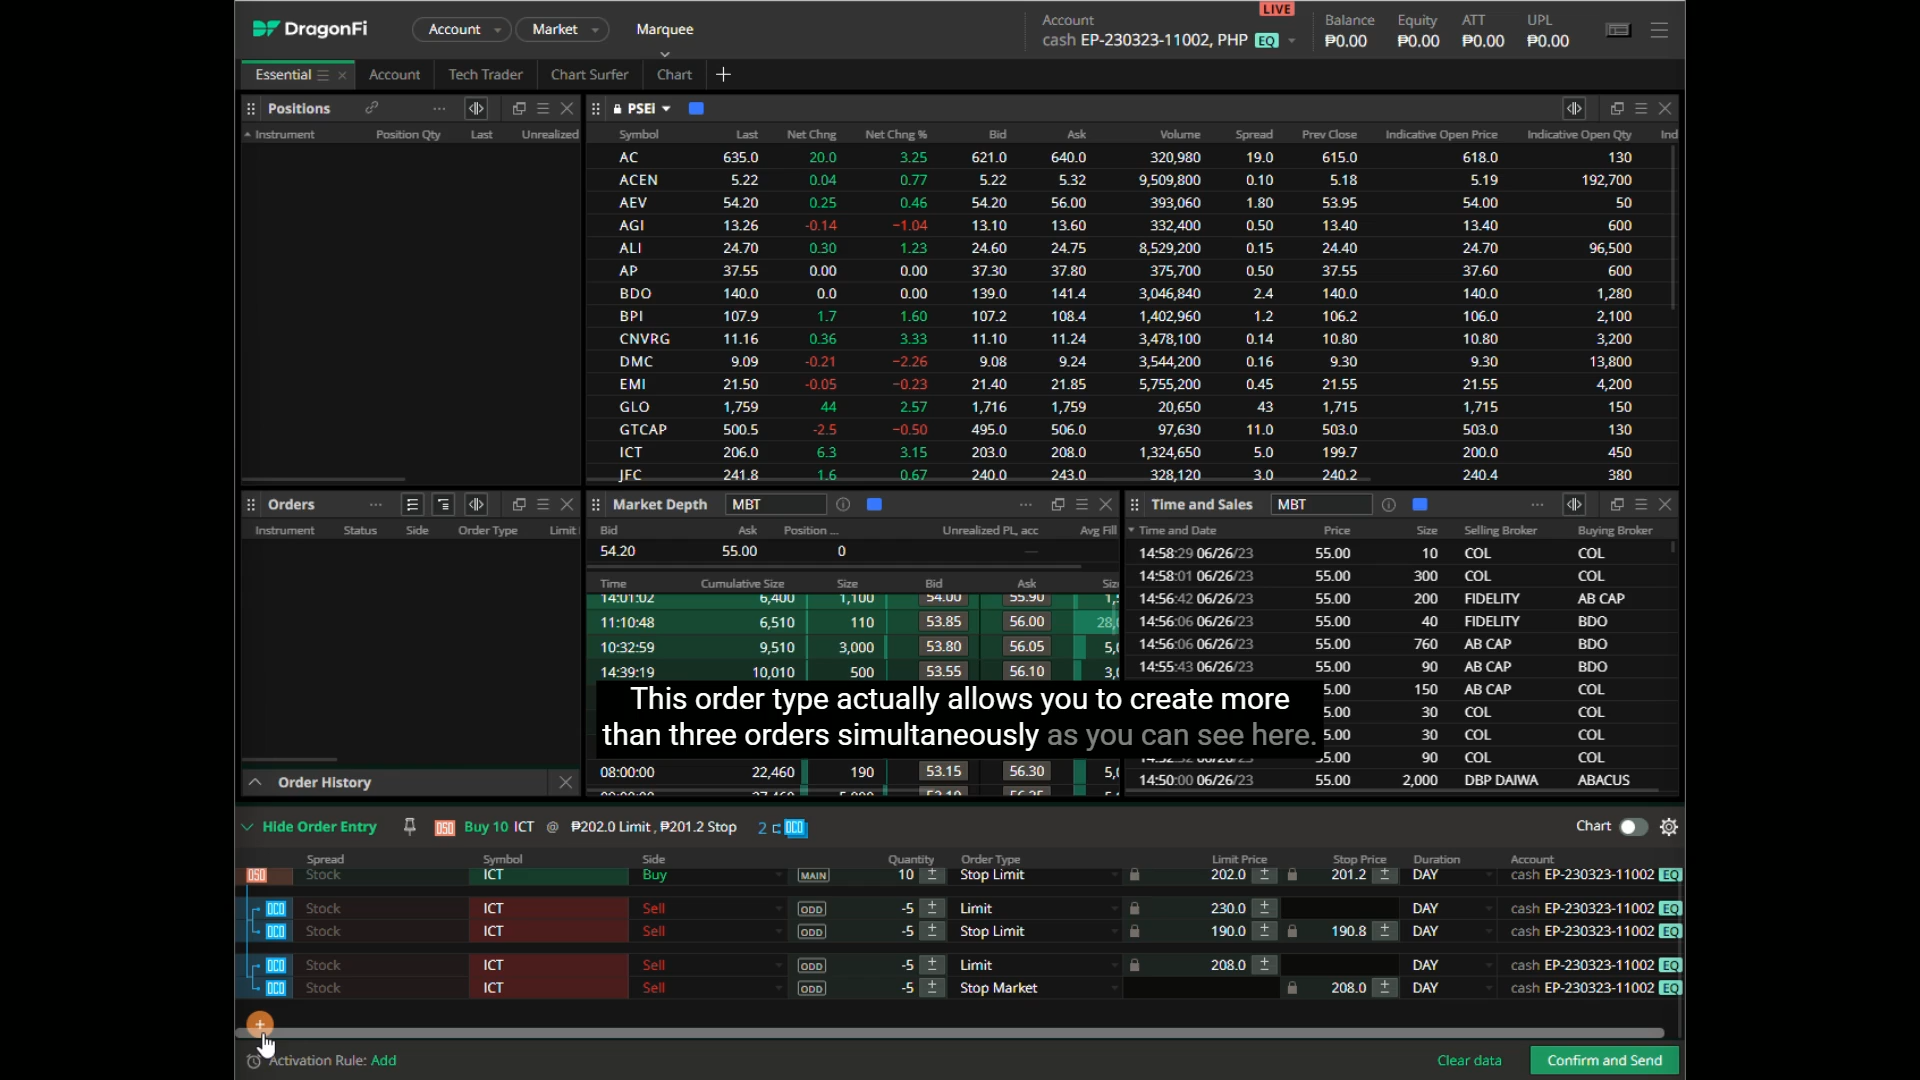 DragonFi
Account
Market
Marquee
Account
LIVE
cash EP-230323-11002, PHP EQ
Balance Equity ATT UPL
₱0.00 ₱0.00 ₱0.00 ₱0.00
Essential Account Tech Trader Chart Surfer Chart +
Positions
Instrument Position Qty Last Unrealized
PSEi
Symbol Last Net Chng Net Chng % Bid Ask Volume Spread Prev Close Indicative Open Price Indicative Open Qty Ind
AC 635.0 20.0 3.25 621.0 640.0 320,980 19.0 615.0 618.0 130
ACEN 5.22 0.04 0.77 5.22 5.32 9,509,800 0.10 5.18 5.19 192,700
AEV 54.20 0.25 0.46 54.20 56.00 393,060 1.80 53.95 54.00 50
AGI 13.26 -0.14 −1.04 13.10 13.60 332,400 0.50 13.40 13.40 600
ALI 24.70 0.30 1.23 24.60 24.75 8,529,200 0.15 24.40 24.70 96,500
AP 37.55 0.00 0.00 37.30 37.80 375,700 0.50 37.55 37.60 600
BDO 140.0 0.0 0.00 139.0 141.4 3,046,840 2.4 140.0 140.0 1,280
BPI 107.9 1.7 1.60 107.2 108.4 1,402,960 1.2 106.2 106.0 2,100
CNVRG 11.16 0.36 3.33 11.10 11.24 3,478,100 0.14 10.80 10.80 3,200
DMC 9.09 -0.21 −2.26 9.08 9.24 3,544,200 0.16 9.30 9.30 13,800
EMI 21.50 -0.05 −0.23 21.40 21.85 5,755,200 0.45 21.55 21.55 4,200
GLO 1,759 44 2.57 1,716 1,759 20,650 43 1,715 1,715 150
GTCAP 500.5 -2.5 −0.50 495.0 506.0 97,630 11.0 503.0 503.0 130
ICT 206.0 6.3 3.15 203.0 208.0 1,324,650 5.0 199.7 200.0 450
JFC 241.8 1.6 0.67 240.0 243.0 328,120 3.0 240.2 240.4 380
Orders
Instrument Status Side Order Type Limit
Order History
Market Depth MBT
Bid Ask Position ... Unrealized PL, acc Avg Fill
54.20 55.00 0 —
Time Cumulative Size Size Bid Ask Siz
14:01:02 6,400 1,100 54.00 55.90
11:10:48 6,510 110 53.85 56.00
10:32:59 9,510 3,000 53.80 56.05
14:39:19 10,010 500 53.55 56.10
08:00:00 22,460 190 53.15 56.30
Time and Sales MBT
Time and Date Price Size Selling Broker Buying Broker
14:58:29 06/26/23 55.00 10 COL COL
14:58:01 06/26/23 55.00 300 COL COL
14:56:42 06/26/23 55.00 200 FIDELITY AB CAP
14:56:06 06/26/23 55.00 40 FIDELITY BDO
14:56:06 06/26/23 55.00 760 AB CAP BDO
14:55:43 06/26/23 55.00 90 AB CAP BDO
5.00 150 AB CAP COL
5.00 30 COL COL
5.00 30 COL COL
5.00 90 COL COL
14:50:00 06/26/23 55.00 2,000 DBP DAIWA ABACUS
This order type actually allows you to create more
than three orders simultaneously as you can see here.
Hide Order Entry OSO Buy 10 ICT @ ₱202.0 Limit, ₱201.2 Stop 2 OCO
Chart
Spread Symbol Side Quantity Order Type Limit Price Stop Price Duration Account
OSO Stock ICT Buy MAIN 10 Stop Limit 202.0 201.2 DAY cash EP-230323-11002 EQ
OCO Stock ICT Sell ODD -5 Limit 230.0 DAY cash EP-230323-11002 EQ
OCO Stock ICT Sell ODD -5 Stop Limit 190.0 190.8 DAY cash EP-230323-11002 EQ
OCO Stock ICT Sell ODD -5 Limit 208.0 DAY cash EP-230323-11002 EQ
OCO Stock ICT Sell ODD -5 Stop Market 208.0 DAY cash EP-230323-11002 EQ
Activation Rule: Add
Clear data
Confirm and Send